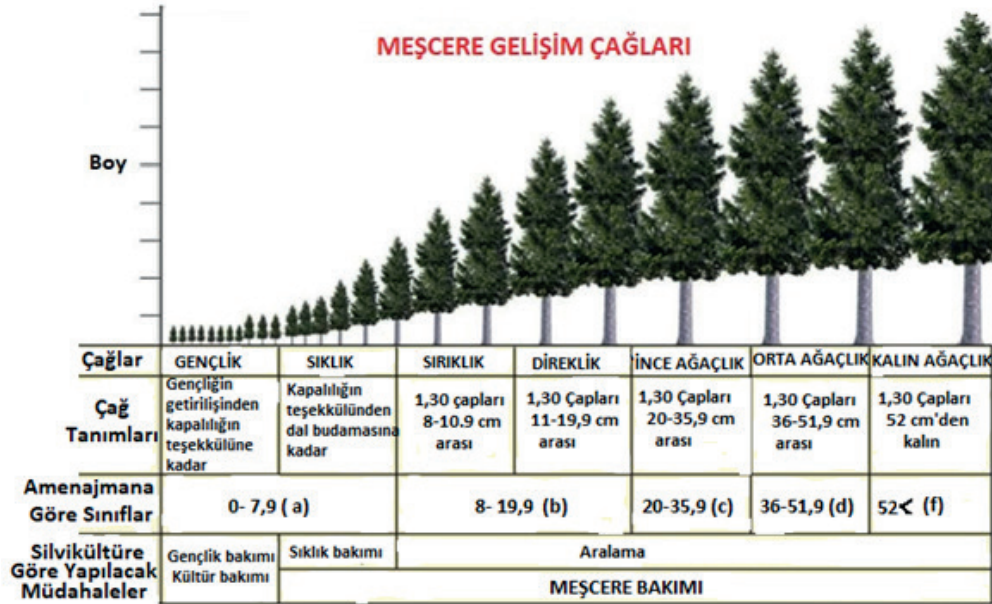 MEŞCERE GELİŞİM ÇAĞLARI
Boy
Çağlar GENÇLİK SIKLIK SIRIKLIK DİREKLİK 'İNCE AĞAÇLIK ORTA AĞAÇLIK KALIN AĞAÇLIK
Çağ
Tanımları
Gençliğin
getirilişinden
kapalılığın
teşekkülüne
kadar
Kapalılığın
teşekkülünden
dal budamasına
kadar
1,30 çapları
8-10.9 cm
arası
1,30 Çapları
11-19,9 cm
arası
1,30 Çapları
20-35,9 cm
arası
1,30 Çapları
36-51,9 cm
arası
1,30 Çapları
52 cm'den
kalın
Amenajmana
Göre Sınıflar
0- 7,9 ( a) 8- 19,9 (b) 20-35,9 (c) 36-51,9 (d) 52< (f)
Silvikültüre
Göre Yapılacak
Müdahaleler
Gençlik bakımı
Kültür bakımı
Sıklık bakımı Aralama
MEŞCERE BAKIMI